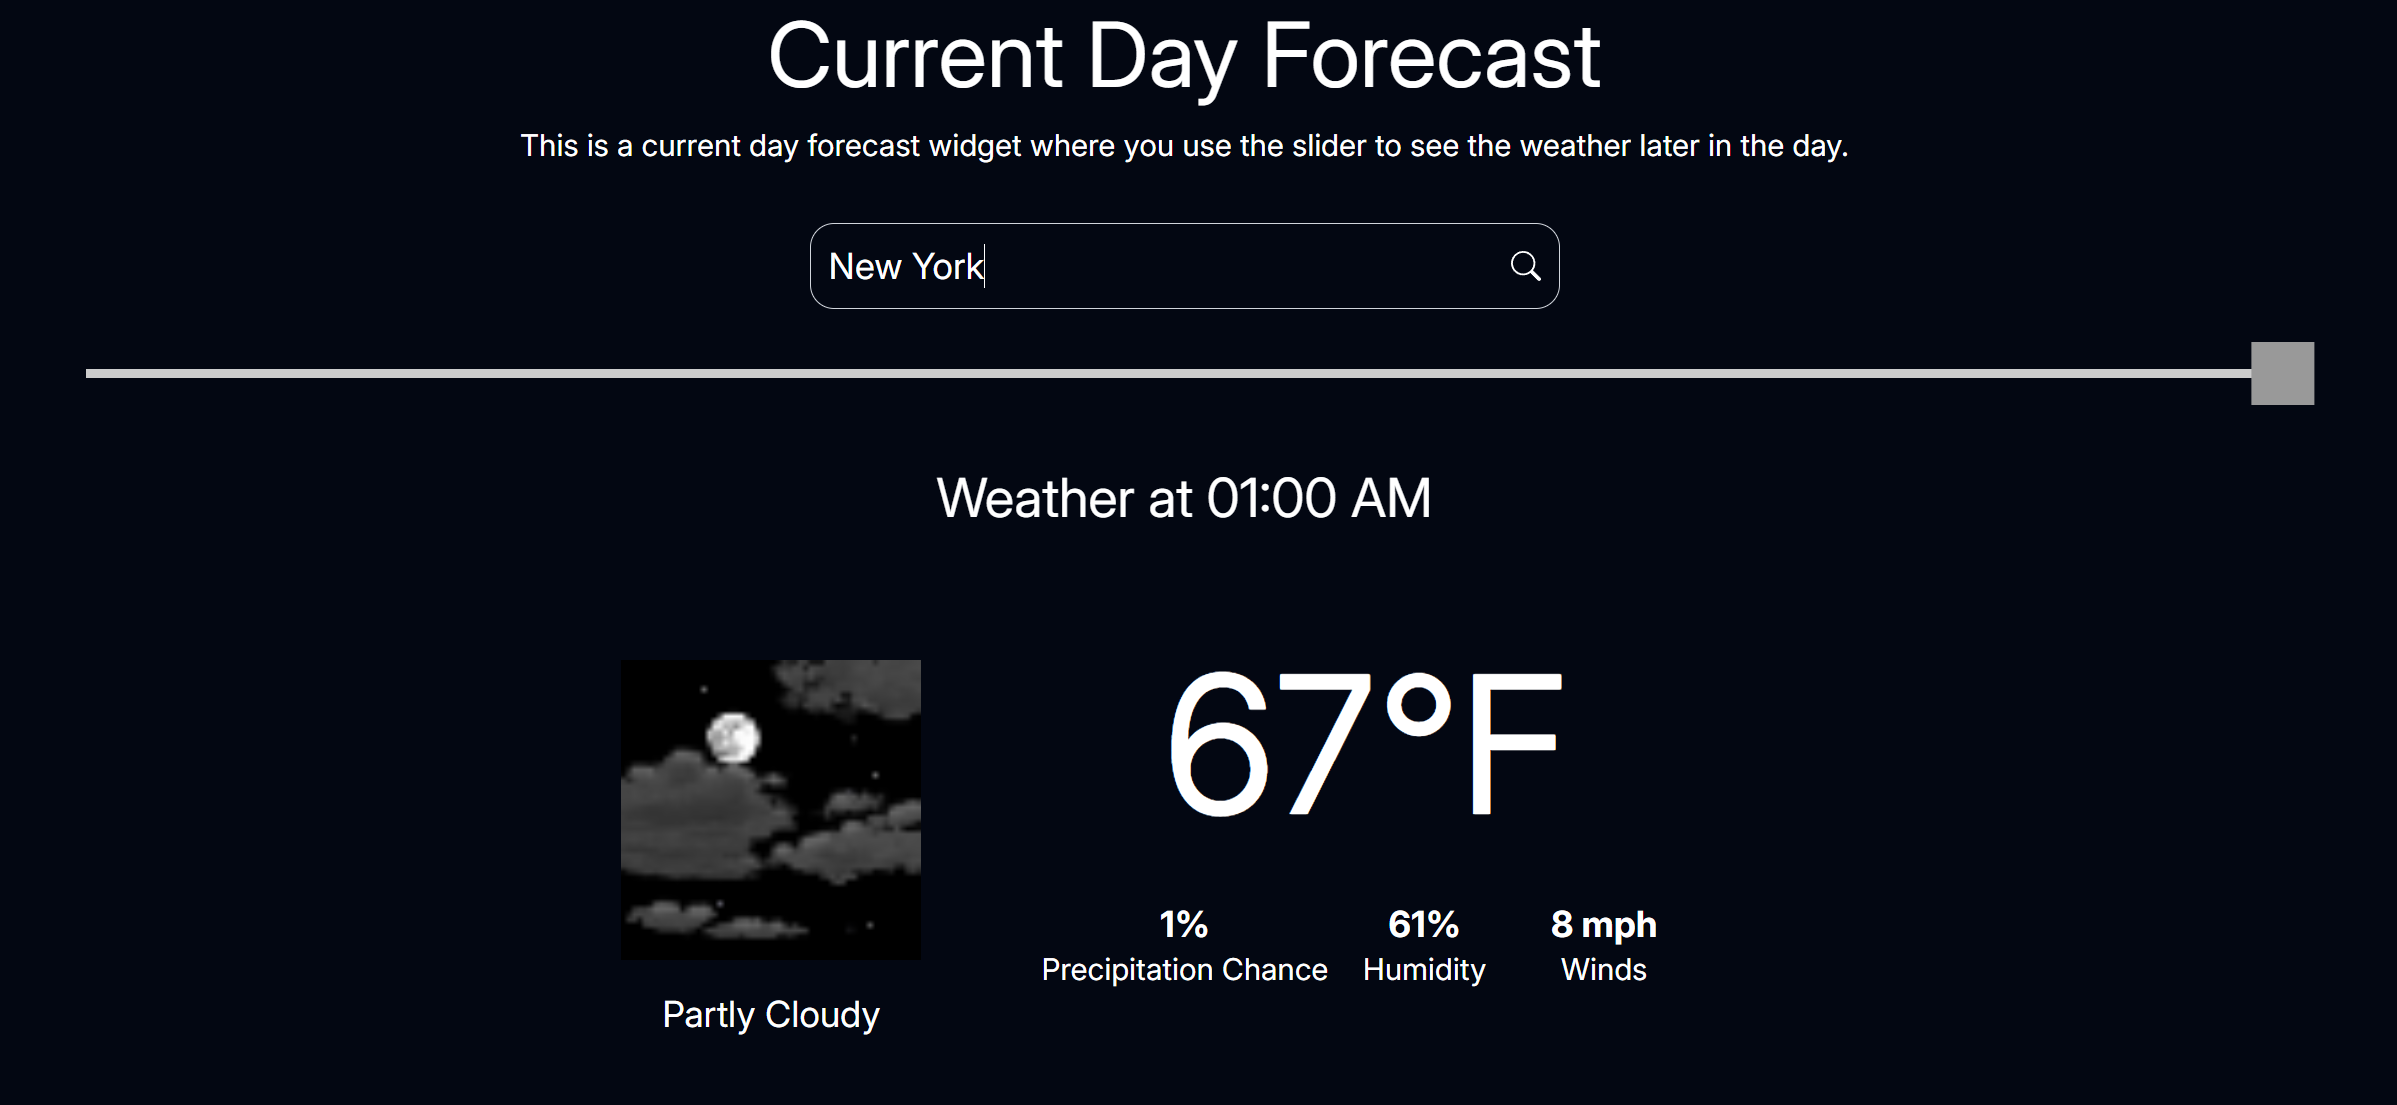 Current Day Forecast
This is a current day forecast widget where you use the slider to see the weather later in the day.
New York
Weather at 01:00 AM
67°F
1% 61% 8 mph
Precipitation Chance Humidity Winds
Partly Cloudy